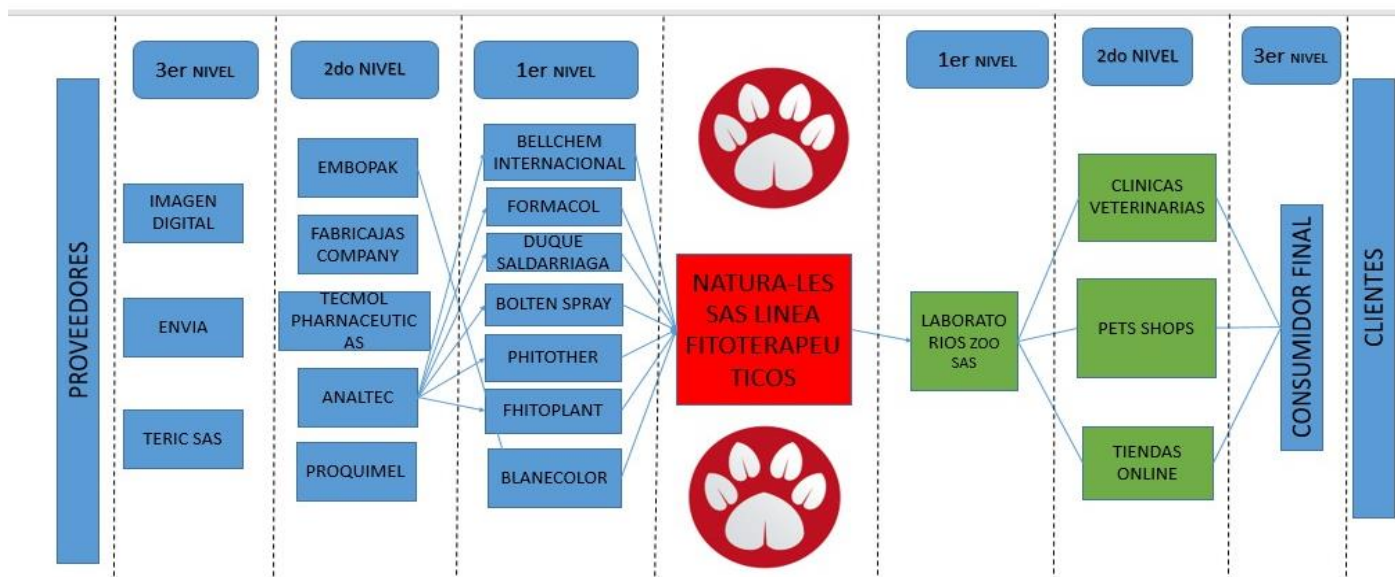 3er NIVEL
2do NIVEL
1er NIVEL
1er NIVEL
2do NIVEL
3er NIVEL
PROVEEDORES
IMAGEN
DIGITAL
ENVIA
TERIC SAS
EMBOPAK
FABRICAJAS
COMPANY
TECMOL
PHARNACEUTIC
AS
ANALTEC
PROQUIMEL
BELLCHEM
INTERNACIONAL
FORMACOL
DUQUE
SALDARRIAGA
BOLTEN SPRAY
PHITOTHER
FHITOPLANT
BLANECOLOR
NATURA-LES
SAS LINEA
FITOTERAPEU
TICOS
LABORATO
RIOS ZOO
SAS
CLINICAS
VETERINARIAS
PETS SHOPS
TIENDAS
ONLINE
CONSUMIDOR FINAL
CLIENTES